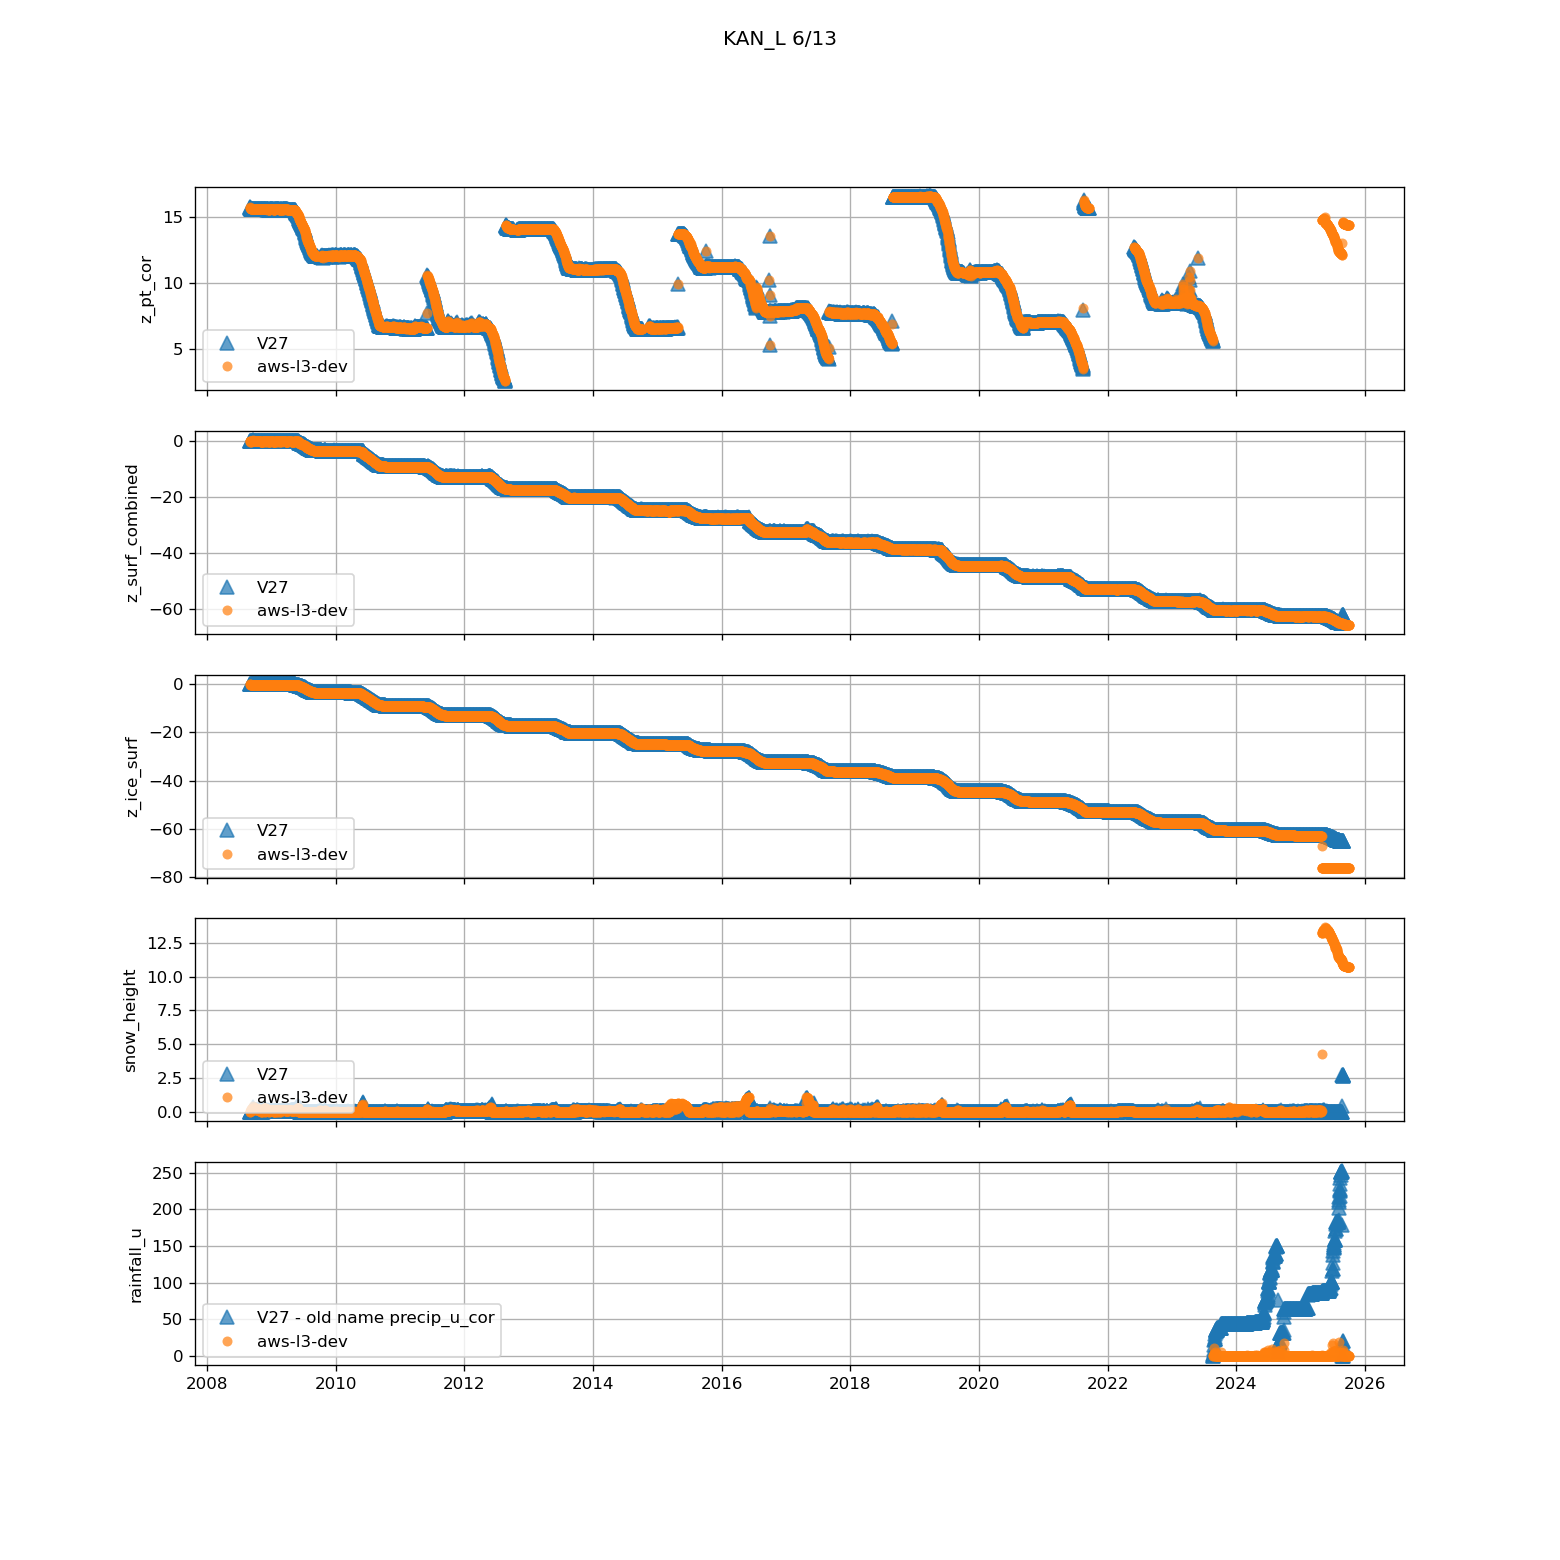 KAN_L 6/13
z_pt_cor
15
10
5
V27
aws-l3-dev
z_surf_combined
0
−20
−40
−60
V27
aws-l3-dev
z_ice_surf
0
−20
−40
−60
−80
V27
aws-l3-dev
snow_height
12.5
10.0
7.5
5.0
2.5
0.0
V27
aws-l3-dev
rainfall_u
250
200
150
100
50
0
V27 - old name precip_u_cor
aws-l3-dev
2008 2010 2012 2014 2016 2018 2020 2022 2024 2026